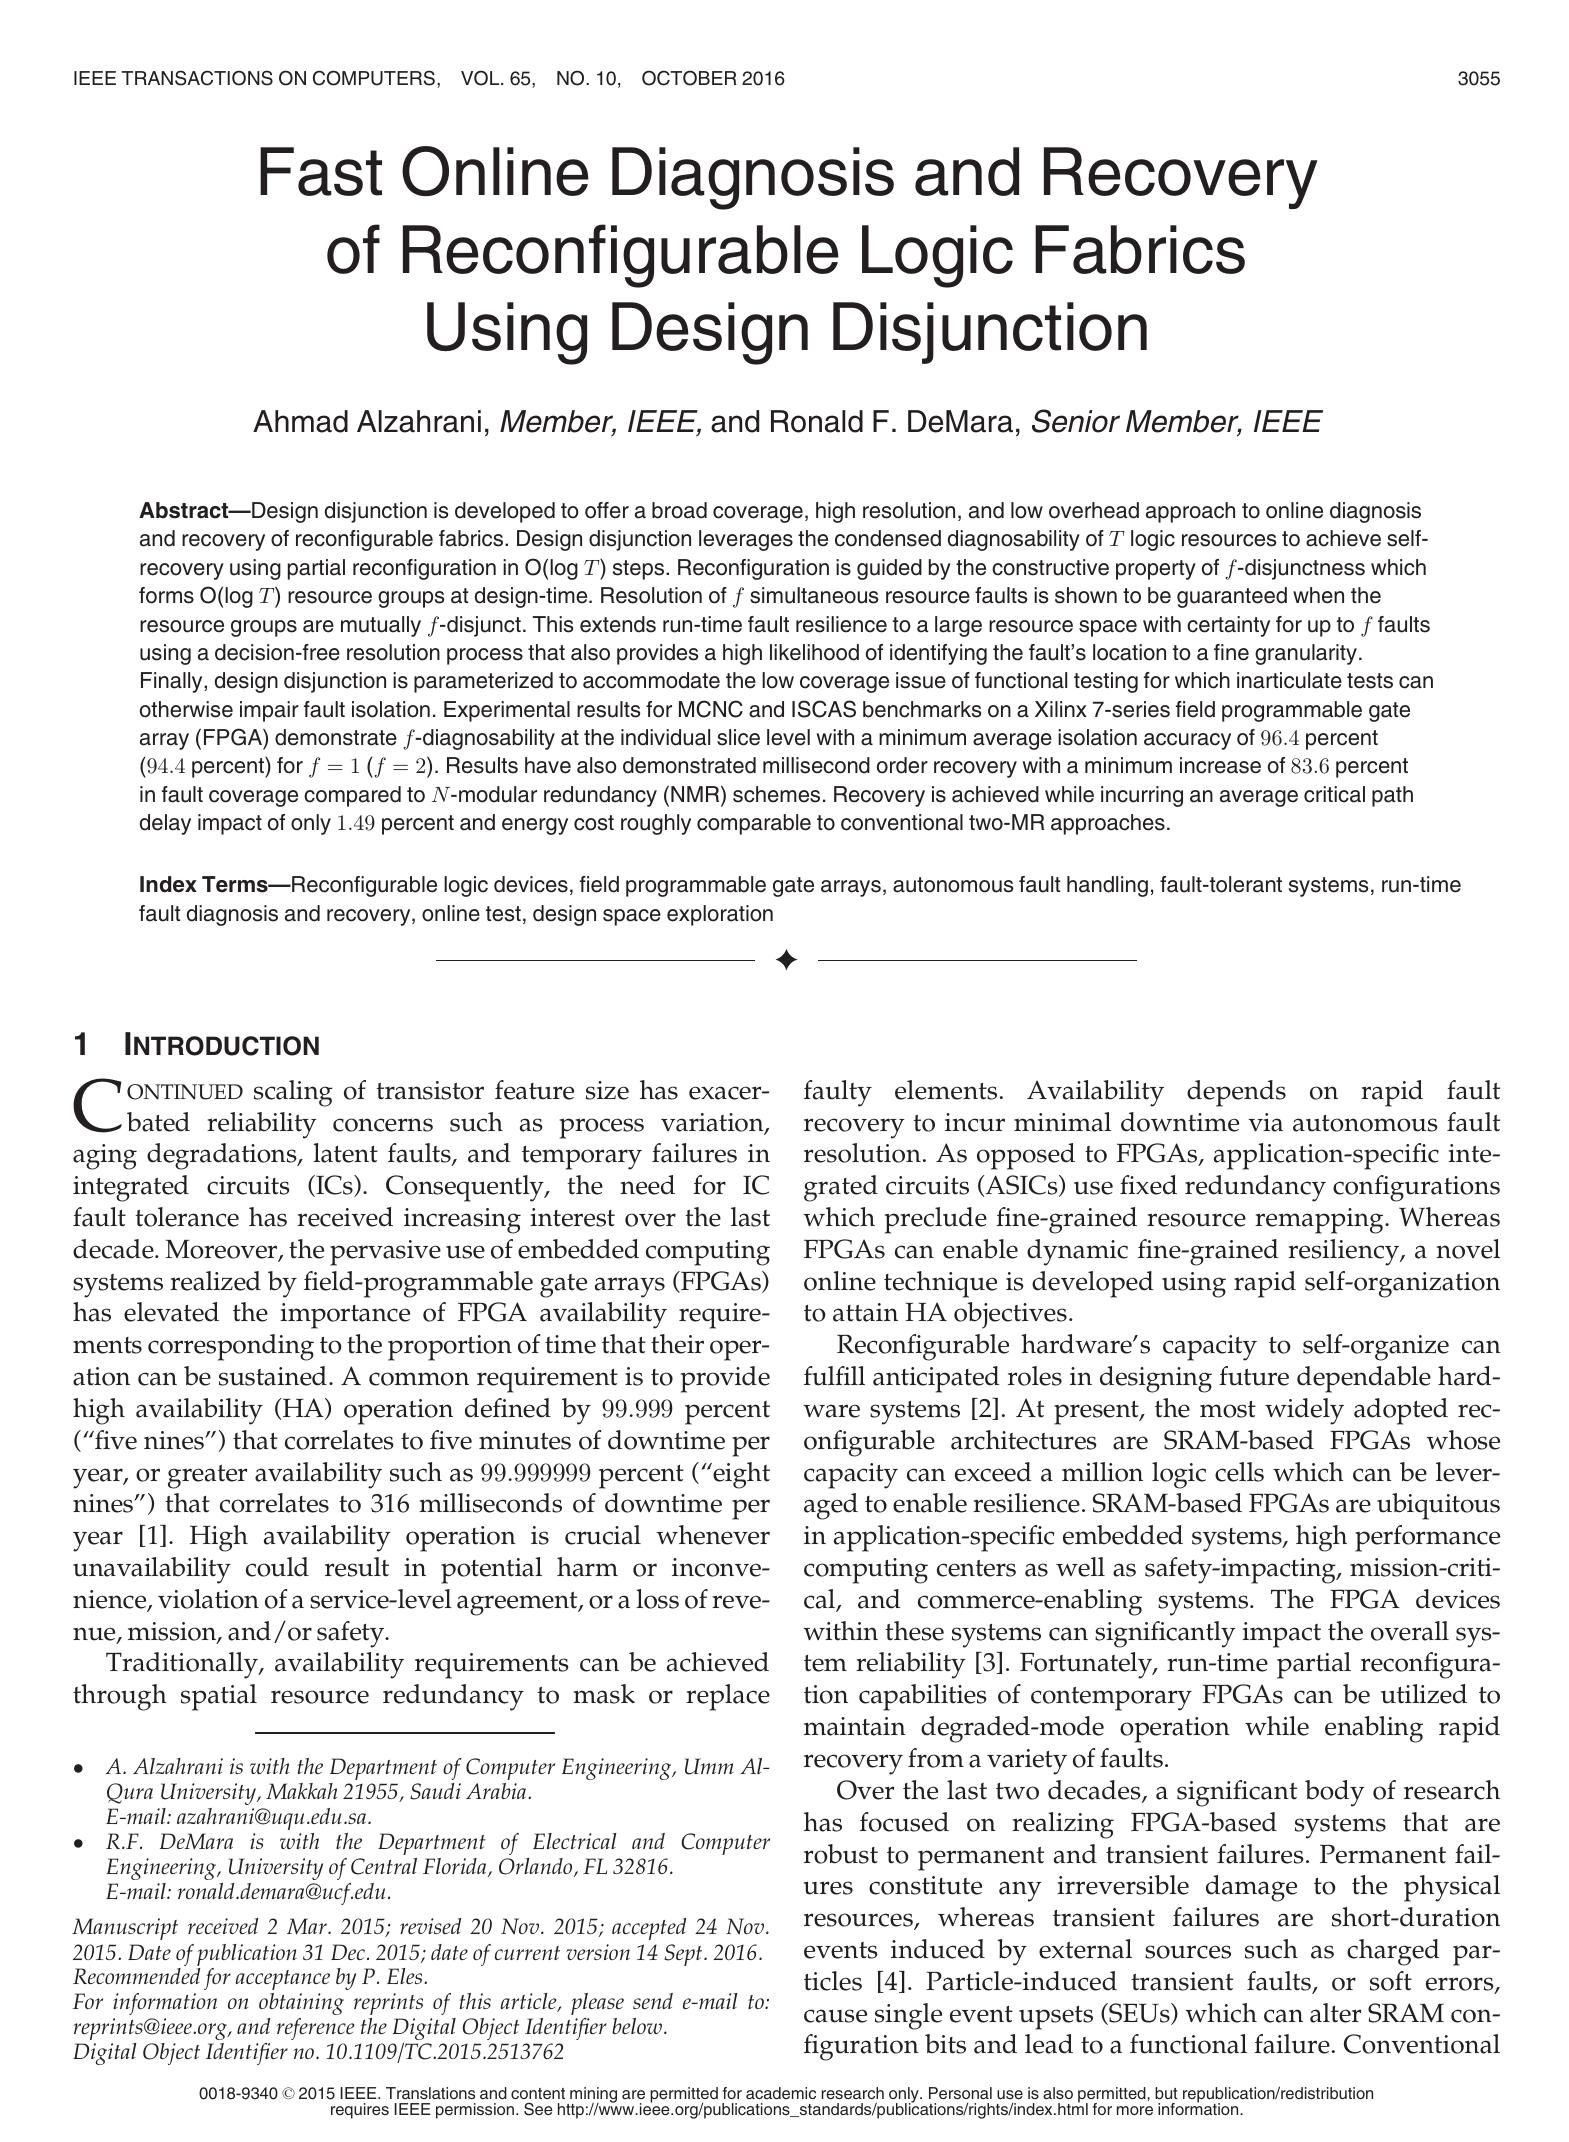 IEEE TRANSACTIONS ON COMPUTERS, VOL. 65, NO. 10, OCTOBER 2016 3055
Fast Online Diagnosis and Recovery
of Reconfigurable Logic Fabrics
Using Design Disjunction
Ahmad Alzahrani, Member, IEEE, and Ronald F. DeMara, Senior Member, IEEE
Abstract—Design disjunction is developed to offer a broad coverage, high resolution, and low overhead approach to online diagnosis
and recovery of reconfigurable fabrics. Design disjunction leverages the condensed diagnosability of T logic resources to achieve self-
recovery using partial reconfiguration in O(log T) steps. Reconfiguration is guided by the constructive property of f-disjunctness which
forms O(log T) resource groups at design-time. Resolution of f simultaneous resource faults is shown to be guaranteed when the
resource groups are mutually f-disjunct. This extends run-time fault resilience to a large resource space with certainty for up to f faults
using a decision-free resolution process that also provides a high likelihood of identifying the fault's location to a fine granularity.
Finally, design disjunction is parameterized to accommodate the low coverage issue of functional testing for which inarticulate tests can
otherwise impair fault isolation. Experimental results for MCNC and ISCAS benchmarks on a Xilinx 7-series field programmable gate
array (FPGA) demonstrate f-diagnosability at the individual slice level with a minimum average isolation accuracy of 96.4 percent
(94.4 percent) for f = 1 (f = 2). Results have also demonstrated millisecond order recovery with a minimum increase of 83.6 percent
in fault coverage compared to N-modular redundancy (NMR) schemes. Recovery is achieved while incurring an average critical path
delay impact of only 1.49 percent and energy cost roughly comparable to conventional two-MR approaches.
Index Terms—Reconfigurable logic devices, field programmable gate arrays, autonomous fault handling, fault-tolerant systems, run-time
fault diagnosis and recovery, online test, design space exploration
1 INTRODUCTION
CONTINUED scaling of transistor feature size has exacer-
bated reliability concerns such as process variation,
aging degradations, latent faults, and temporary failures in
integrated circuits (ICs). Consequently, the need for IC
fault tolerance has received increasing interest over the last
decade. Moreover, the pervasive use of embedded computing
systems realized by field-programmable gate arrays (FPGAs)
has elevated the importance of FPGA availability require-
ments corresponding to the proportion of time that their oper-
ation can be sustained. A common requirement is to provide
high availability (HA) operation defined by 99.999 percent
(“five nines”) that correlates to five minutes of downtime per
year, or greater availability such as 99.999999 percent (“eight
nines”) that correlates to 316 milliseconds of downtime per
year [1]. High availability operation is crucial whenever
unavailability could result in potential harm or inconve-
nience, violation of a service-level agreement, or a loss of reve-
nue, mission, and/or safety.
Traditionally, availability requirements can be achieved
through spatial resource redundancy to mask or replace
• A. Alzahrani is with the Department of Computer Engineering, Umm Al-
Qura University, Makkah 21955, Saudi Arabia.
E-mail: azahrani@uqu.edu.sa.
• R.F. DeMara is with the Department of Electrical and Computer
Engineering, University of Central Florida, Orlando, FL 32816.
E-mail: ronald.demara@ucf.edu.
Manuscript received 2 Mar. 2015; revised 20 Nov. 2015; accepted 24 Nov.
2015. Date of publication 31 Dec. 2015; date of current version 14 Sept. 2016.
Recommended for acceptance by P. Eles.
For information on obtaining reprints of this article, please send e-mail to:
reprints@ieee.org, and reference the Digital Object Identifier below.
Digital Object Identifier no. 10.1109/TC.2015.2513762
faulty elements. Availability depends on rapid fault
recovery to incur minimal downtime via autonomous fault
resolution. As opposed to FPGAs, application-specific inte-
grated circuits (ASICs) use fixed redundancy configurations
which preclude fine-grained resource remapping. Whereas
FPGAs can enable dynamic fine-grained resiliency, a novel
online technique is developed using rapid self-organization
to attain HA objectives.
Reconfigurable hardware's capacity to self-organize can
fulfill anticipated roles in designing future dependable hard-
ware systems [2]. At present, the most widely adopted rec-
onfigurable architectures are SRAM-based FPGAs whose
capacity can exceed a million logic cells which can be lever-
aged to enable resilience. SRAM-based FPGAs are ubiquitous
in application-specific embedded systems, high performance
computing centers as well as safety-impacting, mission-criti-
cal, and commerce-enabling systems. The FPGA devices
within these systems can significantly impact the overall sys-
tem reliability [3]. Fortunately, run-time partial reconfigura-
tion capabilities of contemporary FPGAs can be utilized to
maintain degraded-mode operation while enabling rapid
recovery from a variety of faults.
Over the last two decades, a significant body of research
has focused on realizing FPGA-based systems that are
robust to permanent and transient failures. Permanent fail-
ures constitute any irreversible damage to the physical
resources, whereas transient failures are short-duration
events induced by external sources such as charged par-
ticles [4]. Particle-induced transient faults, or soft errors,
cause single event upsets (SEUs) which can alter SRAM con-
figuration bits and lead to a functional failure. Conventional
0018-9340 © 2015 IEEE. Translations and content mining are permitted for academic research only. Personal use is also permitted, but republication/redistribution
requires IEEE permission. See http://www.ieee.org/publications_standards/publications/rights/index.html for more information.